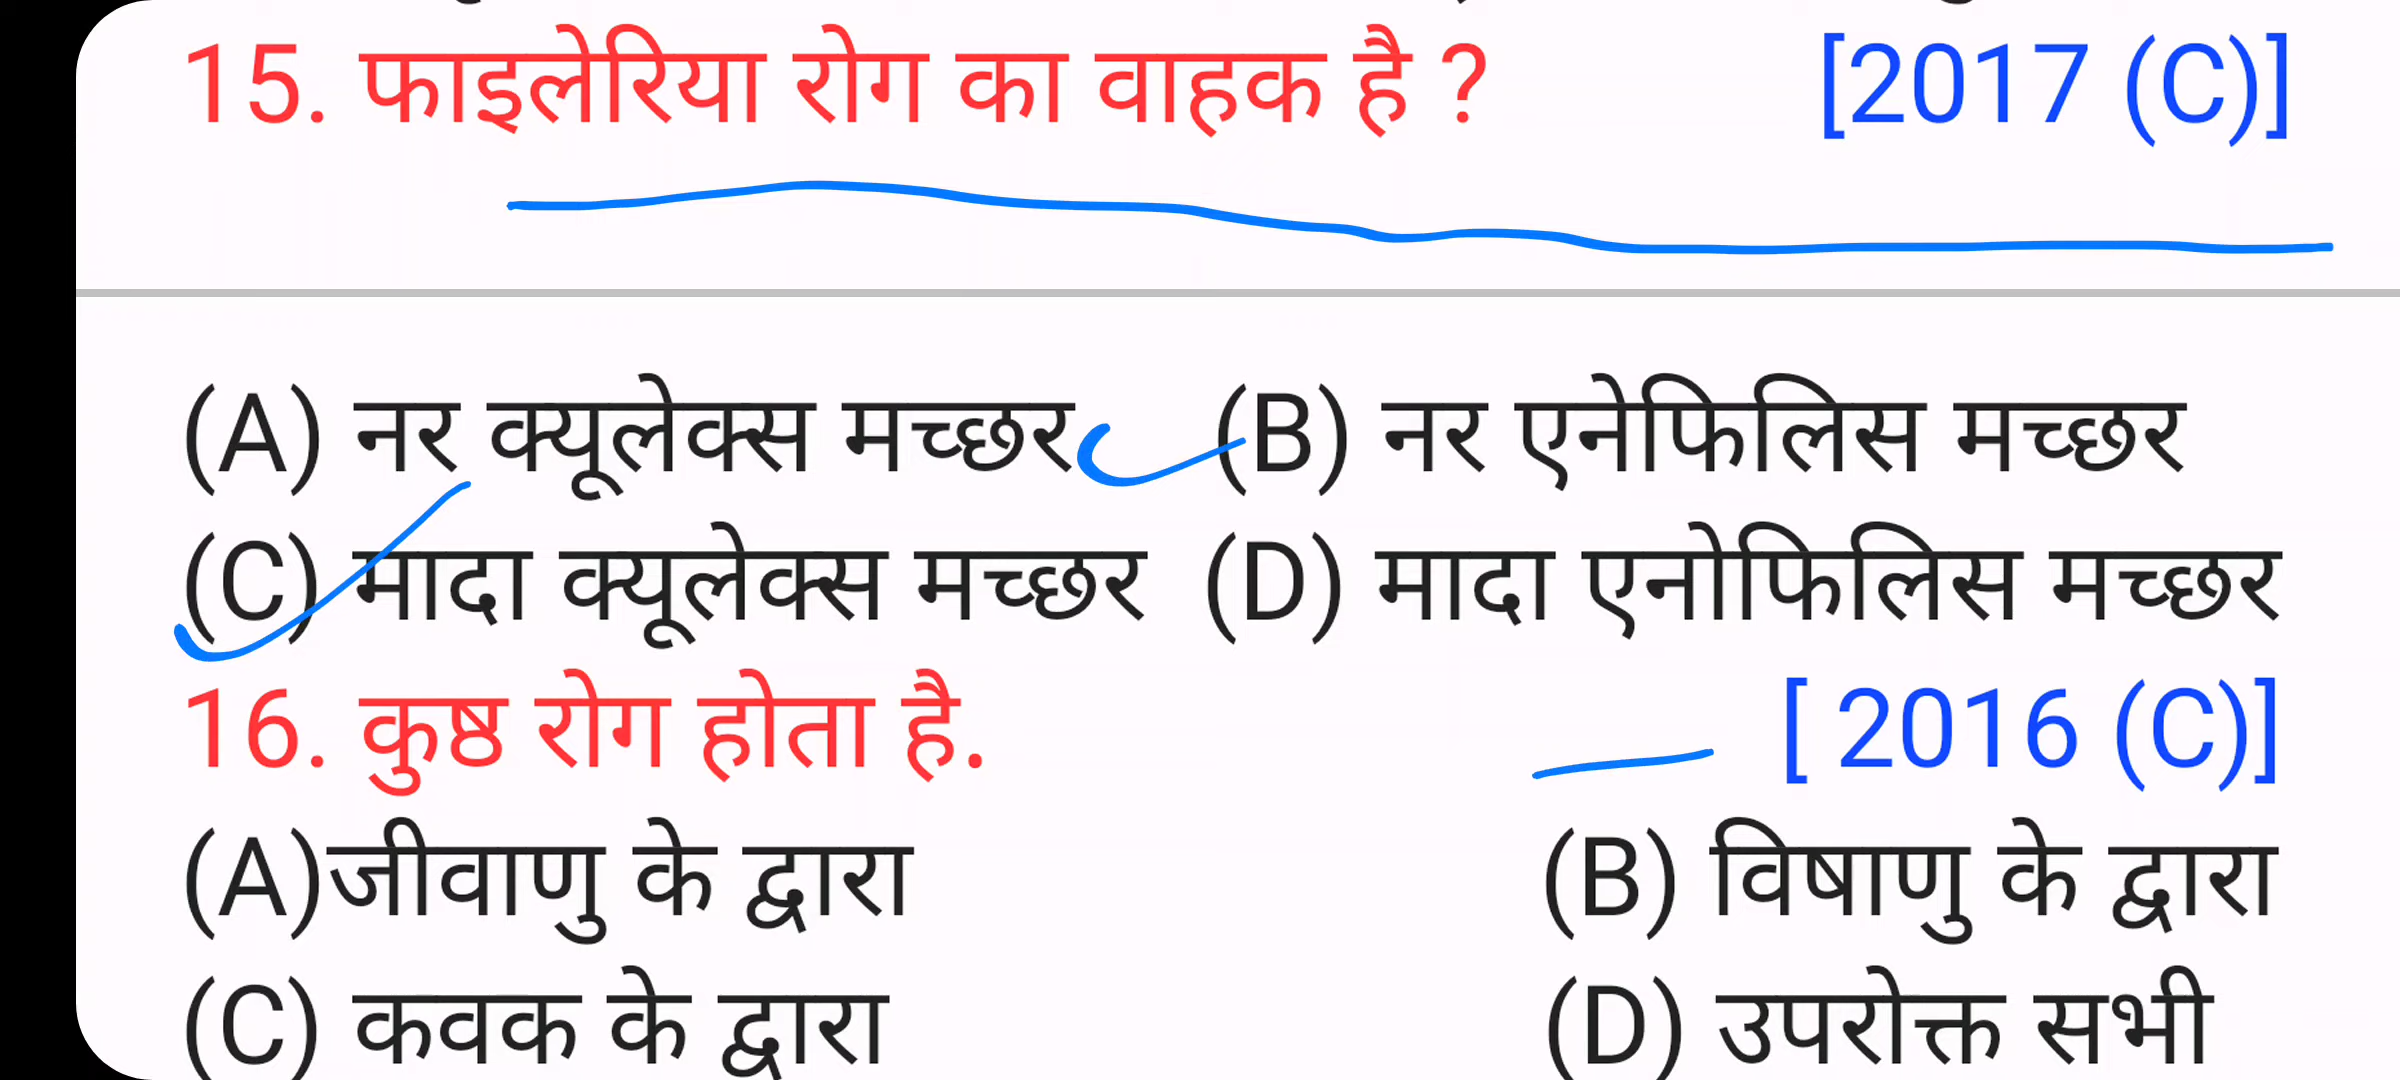 15. फाइलेरिया रोग का वाहक है ? [2017 (C)]
(A) नर क्यूलेक्स मच्छर (B) नर एनेफिलिस मच्छर
(C) मादा क्यूलेक्स मच्छर (D) मादा एनोफिलिस मच्छर
16. कुष्ठ रोग होता है. [ 2016 (C)]
(A)जीवाणु के द्वारा (B) विषाणु के द्वारा
(C) कवक के द्वारा (D) उपरोक्त सभी